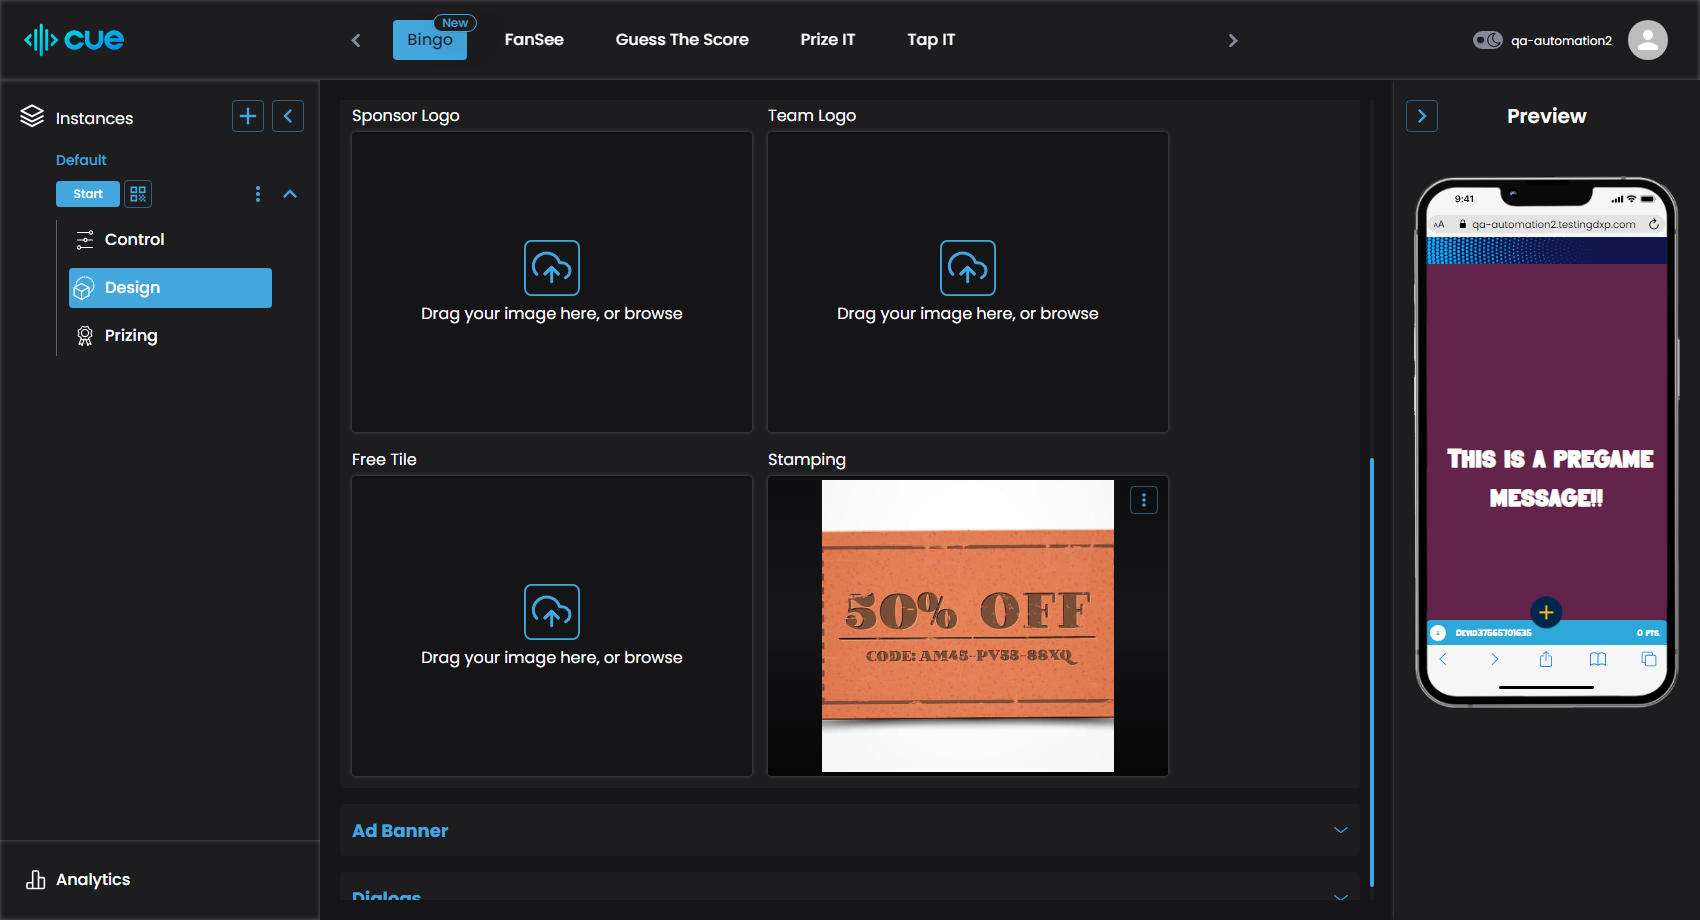 cue
Bingo
New
FanSee
Guess The Score
Prize IT
Tap IT
qa-automation2
Instances
Default
Start
Control
Design
Prizing
Analytics
Sponsor Logo
Team Logo
Drag your image here, or browse
Drag your image here, or browse
Free Tile
Stamping
Drag your image here, or browse
50% OFF
CODE: AM45-PV55-88XQ
Ad Banner
Dialogs
Preview
9:41
AA
qa-automation2.testingdxp.com
THIS IS A PREGAME
MESSAGE!!
DEVID37565701635
0 PTS.